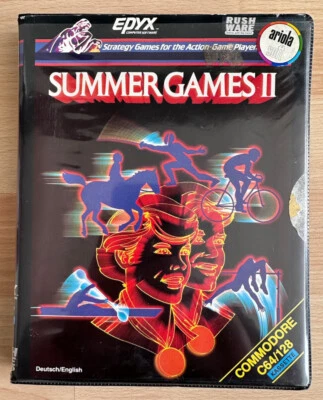 EPYX
COMPUTER SOFTWARE
RUSH
WARE
ariola
Strategy Games for the Action-Game Player
SUMMER GAMES II
COMMODORE
C64/128
KASSETTE
Deutsch/English